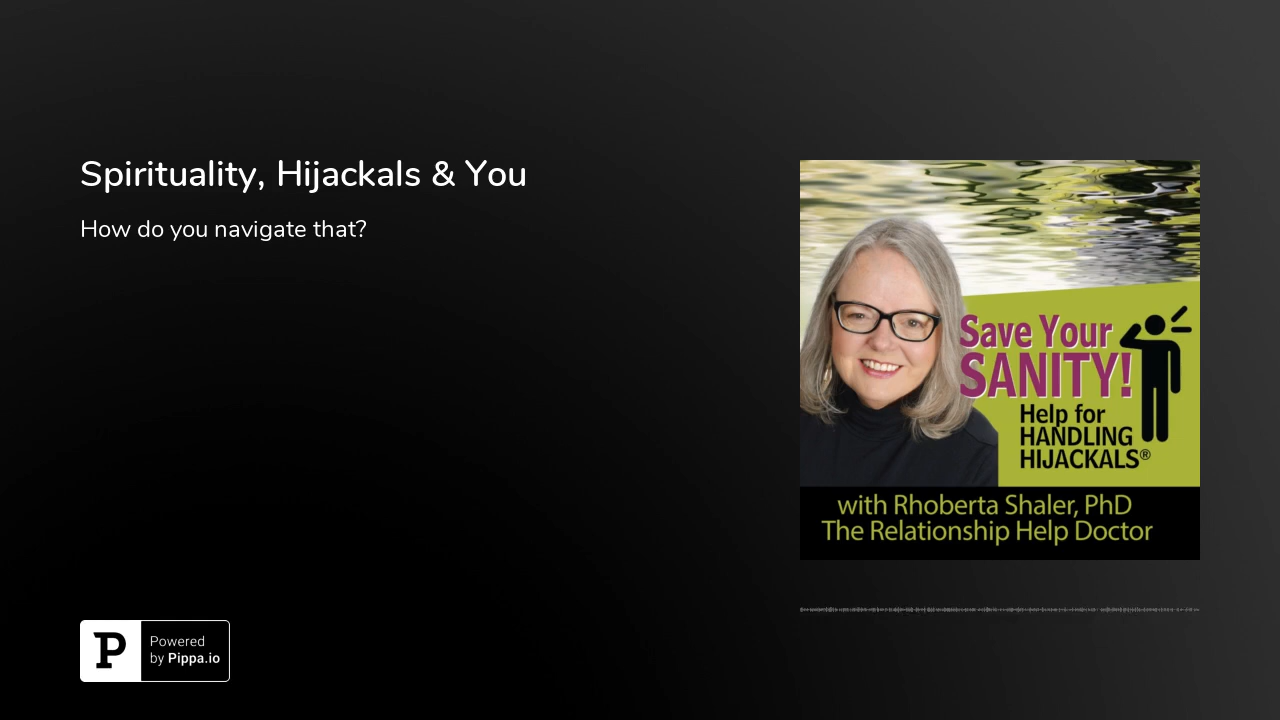 Spirituality, Hijackals & You
How do you navigate that?
Save Your
SANITY!
Help for
HANDLING
HIJACKALS®
with Rhoberta Shaler, PhD
The Relationship Help Doctor
P
Powered
by Pippa.io